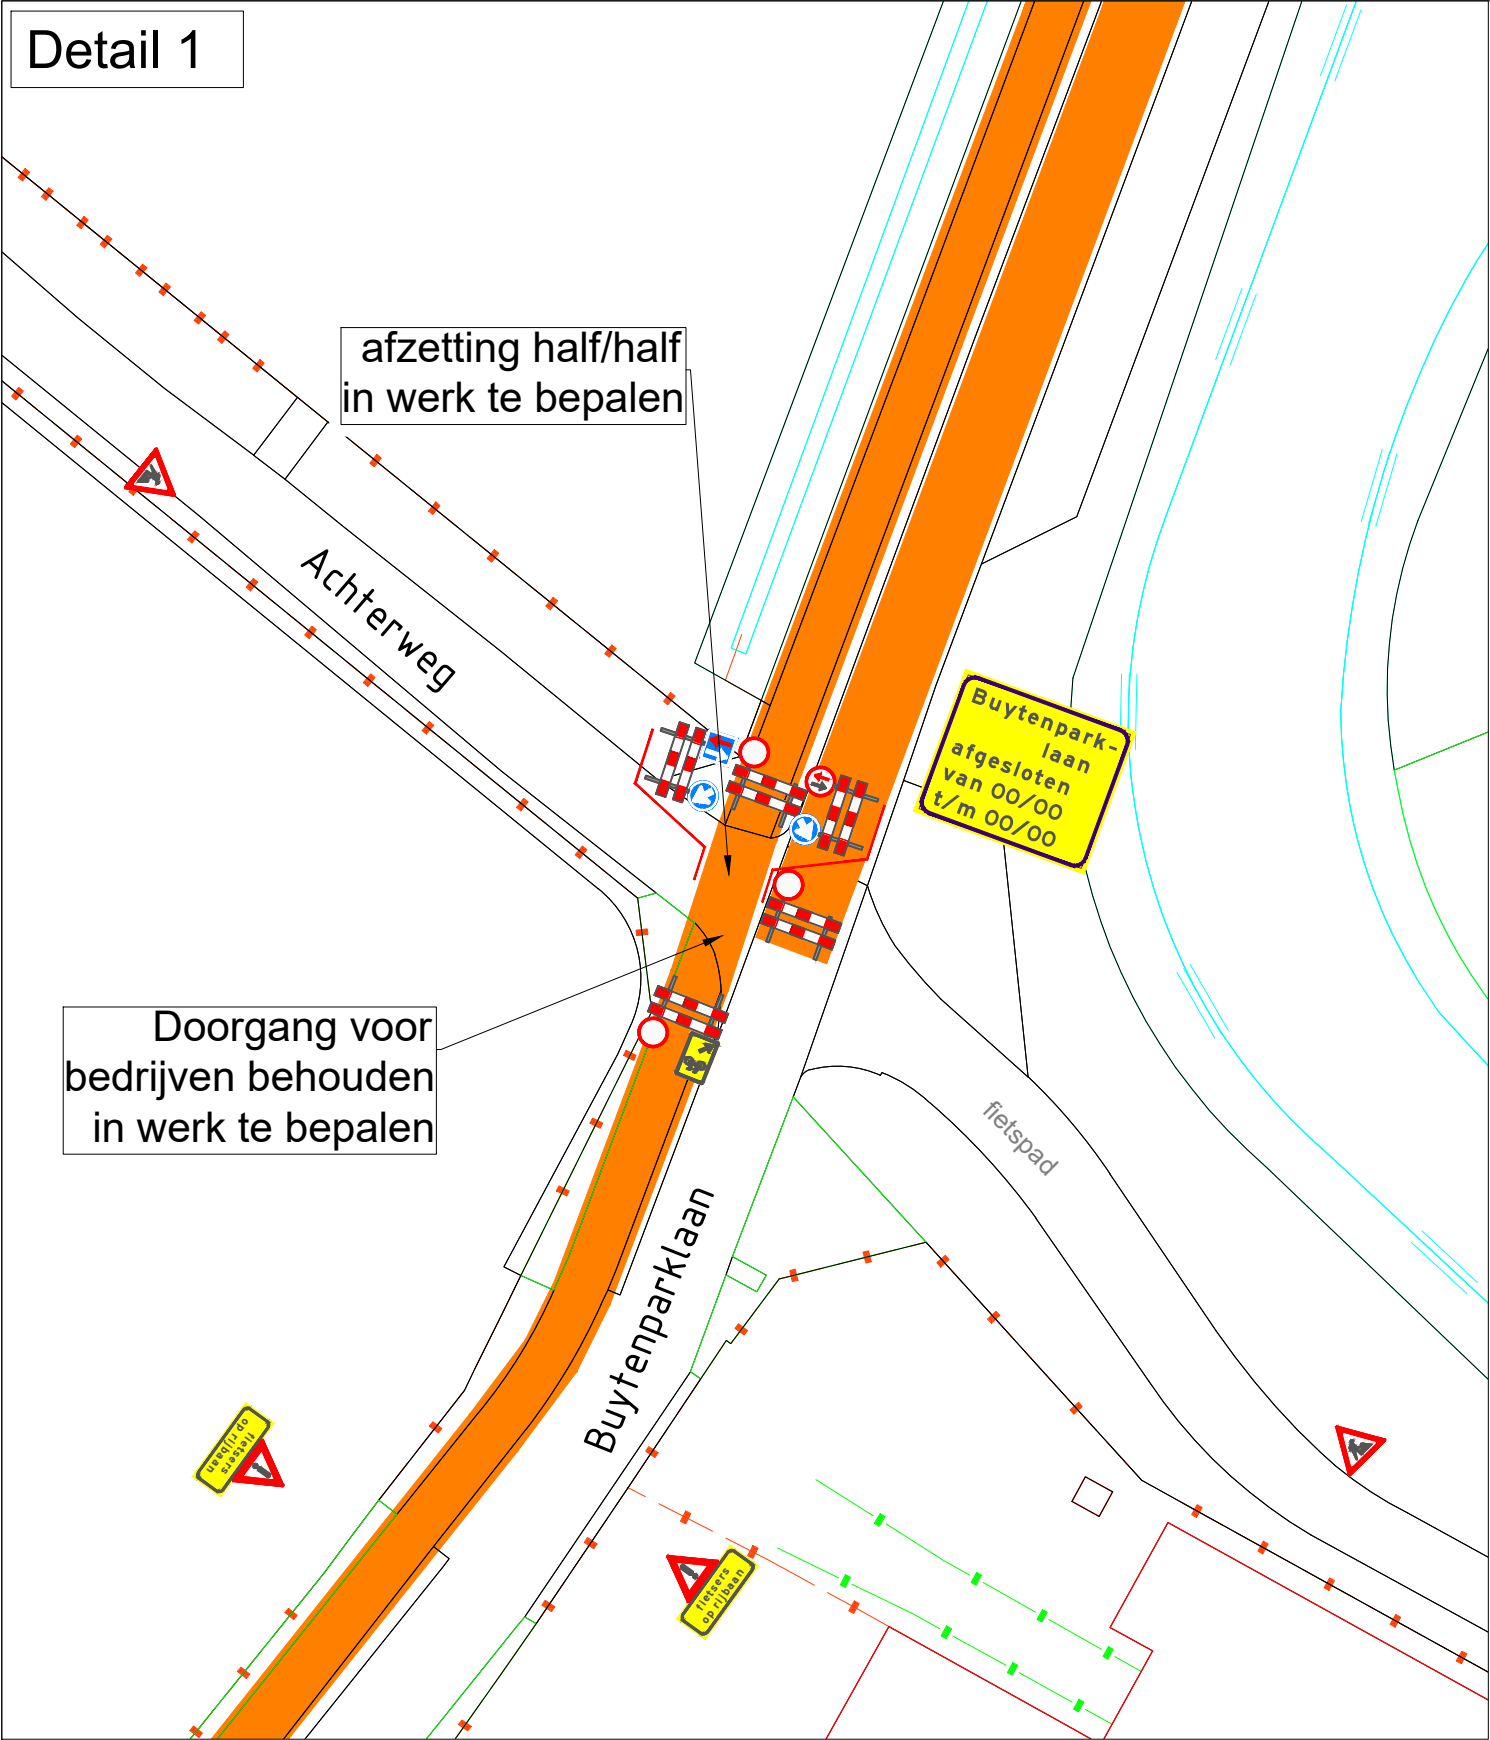 Detail 1
afzetting half/half
in werk te bepalen
Achterweg
Buytenpark-
laan
afgesloten
van 00/00
t/m 00/00
Doorgang voor
bedrijven behouden
in werk te bepalen
fietspad
Buytenparklaan
fietsers
op rijbaan
fietsers
op rijbaan